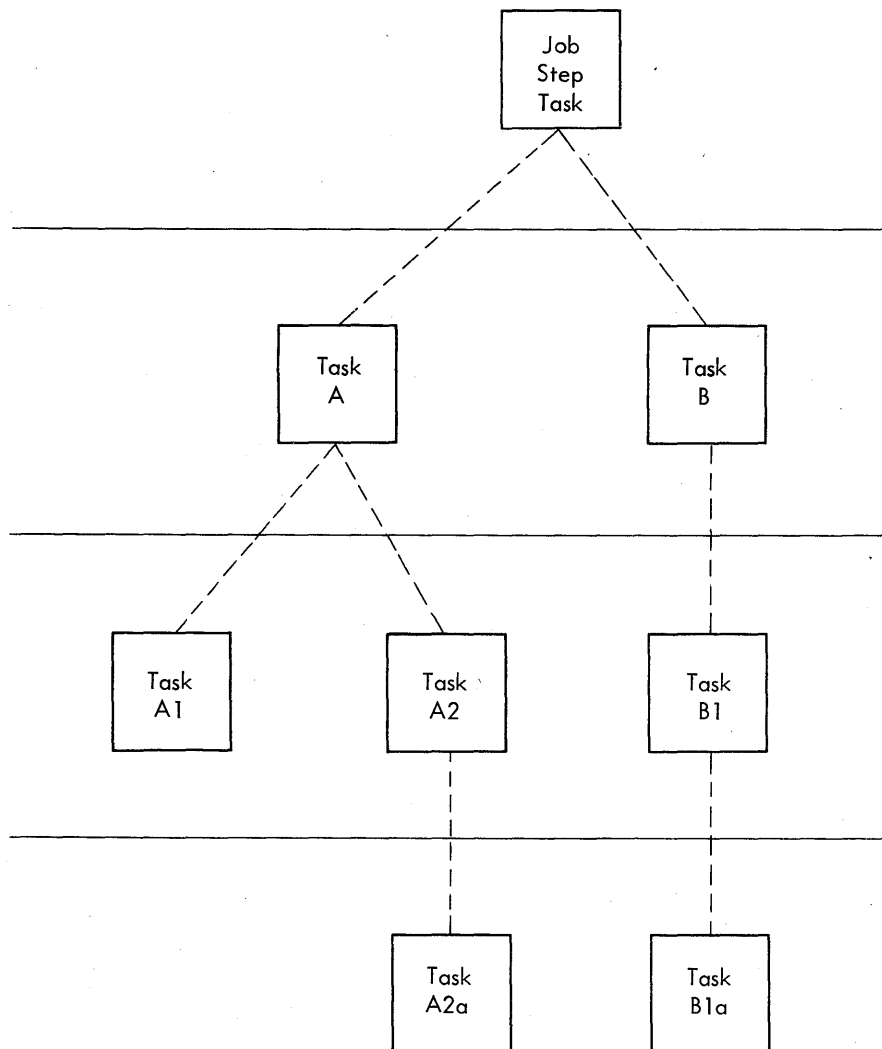 Job
Step
Task
Task
A
Task
B
Task
A1
Task
A2
Task
B1
Task
A2a
Task
B1a